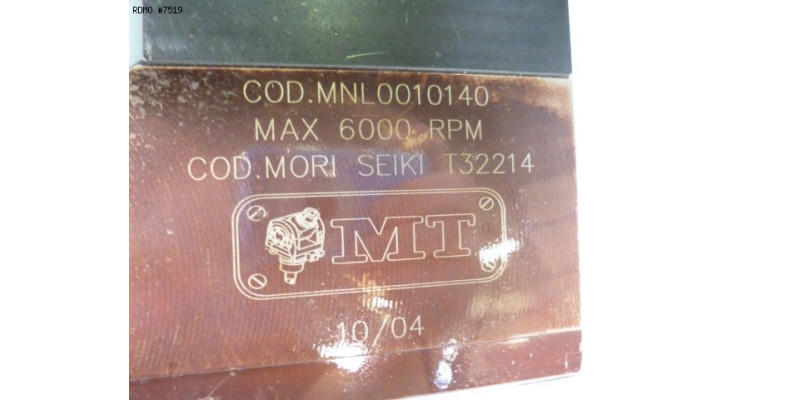 RDMO #7519
COD.MNL0010140
MAX 6000 RPM
COD.MORI SEIKI T32214
MT
10/04